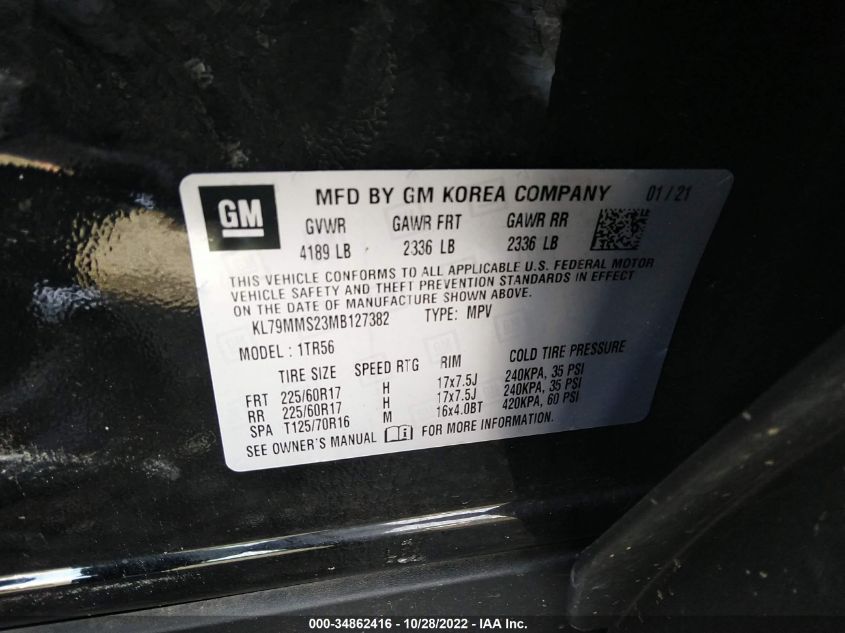 GM
MFD BY GM KOREA COMPANY 01/21
GVWR GAWR FRT GAWR RR
4189 LB 2336 LB 2336 LB
THIS VEHICLE CONFORMS TO ALL APPLICABLE U.S. FEDERAL MOTOR
VEHICLE SAFETY AND THEFT PREVENTION STANDARDS IN EFFECT
ON THE DATE OF MANUFACTURE SHOWN ABOVE.
KL79MMS23MB127382 TYPE: MPV
MODEL : 1TR56
TIRE SIZE SPEED RTG RIM COLD TIRE PRESSURE
FRT 225/60R17 H 17x7.5J 240KPA, 35 PSI
RR 225/60R17 H 17x7.5J 240KPA, 35 PSI
SPA T125/70R16 M 16x4.0BT 420KPA, 60 PSI
SEE OWNER'S MANUAL FOR MORE INFORMATION.
000-34862416 - 10/28/2022 - IAA Inc.